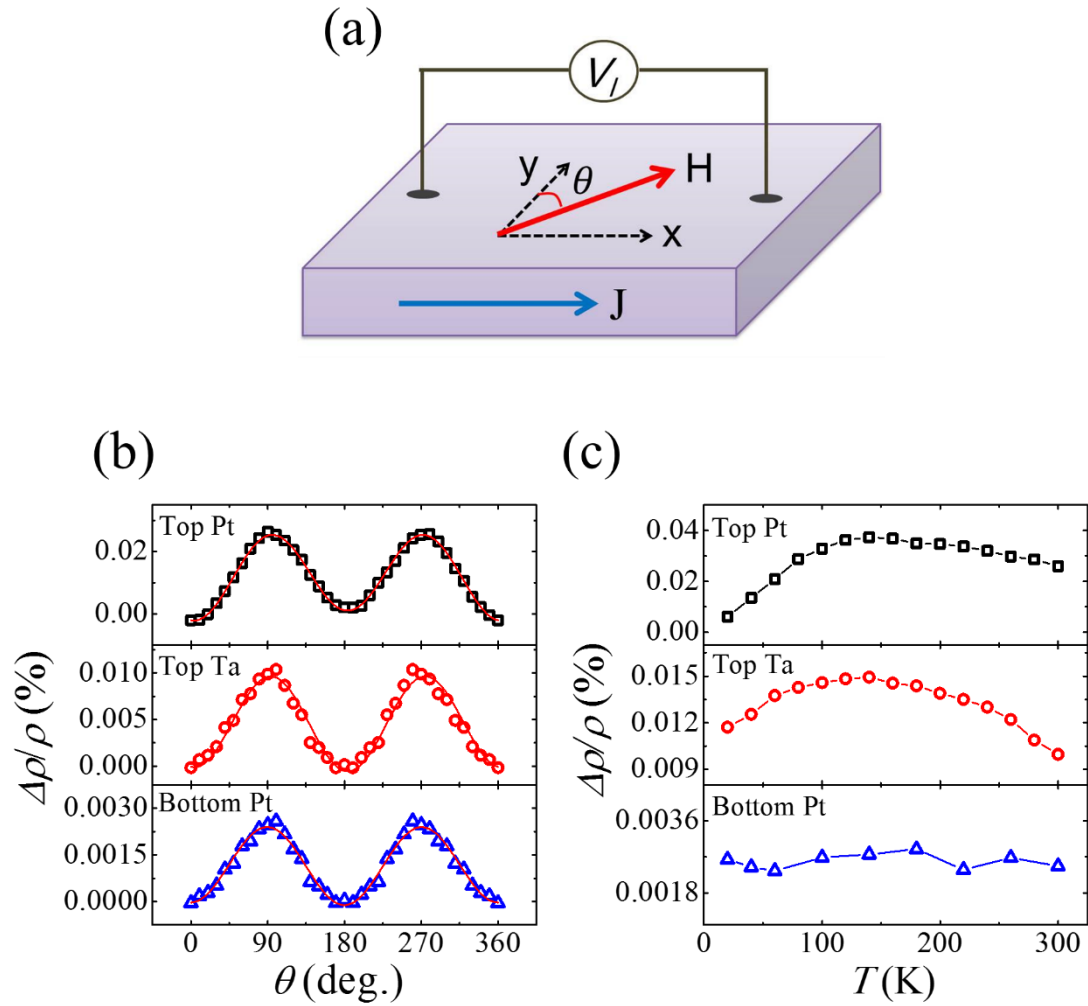 (a)
V_l
y
θ
H
x
J
(b)
(c)
Top Pt
0.02
0.00
Top Ta
0.010
0.005
0.000
Bottom Pt
0.0030
0.0015
0.0000
Δρ/ρ (%)
0 90 180 270 360
θ (deg.)
Top Pt
0.04
0.02
0.00
Top Ta
0.015
0.012
0.009
Bottom Pt
0.0036
0.0018
Δρ/ρ (%)
0 100 200 300
T (K)